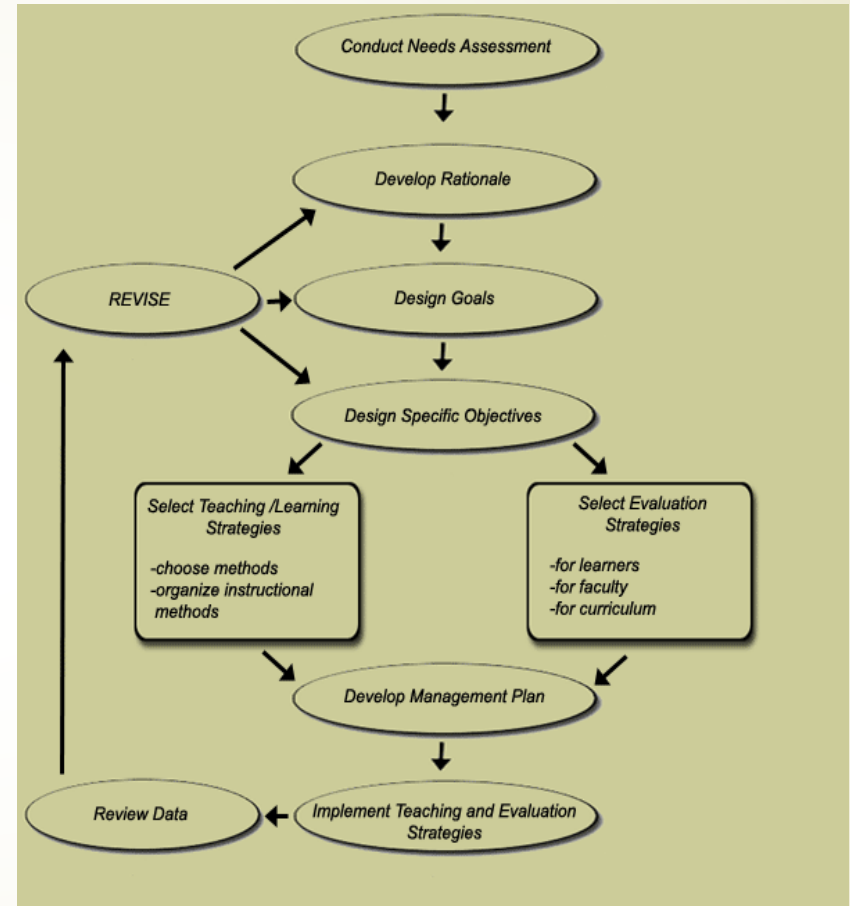 Conduct Needs Assessment
Develop Rationale
REVISE
Design Goals
Design Specific Objectives
Select Teaching /Learning
Strategies
-choose methods
-organize instructional
methods
Select Evaluation
Strategies
-for learners
-for faculty
-for curriculum
Develop Management Plan
Review Data
Implement Teaching and Evaluation
Strategies